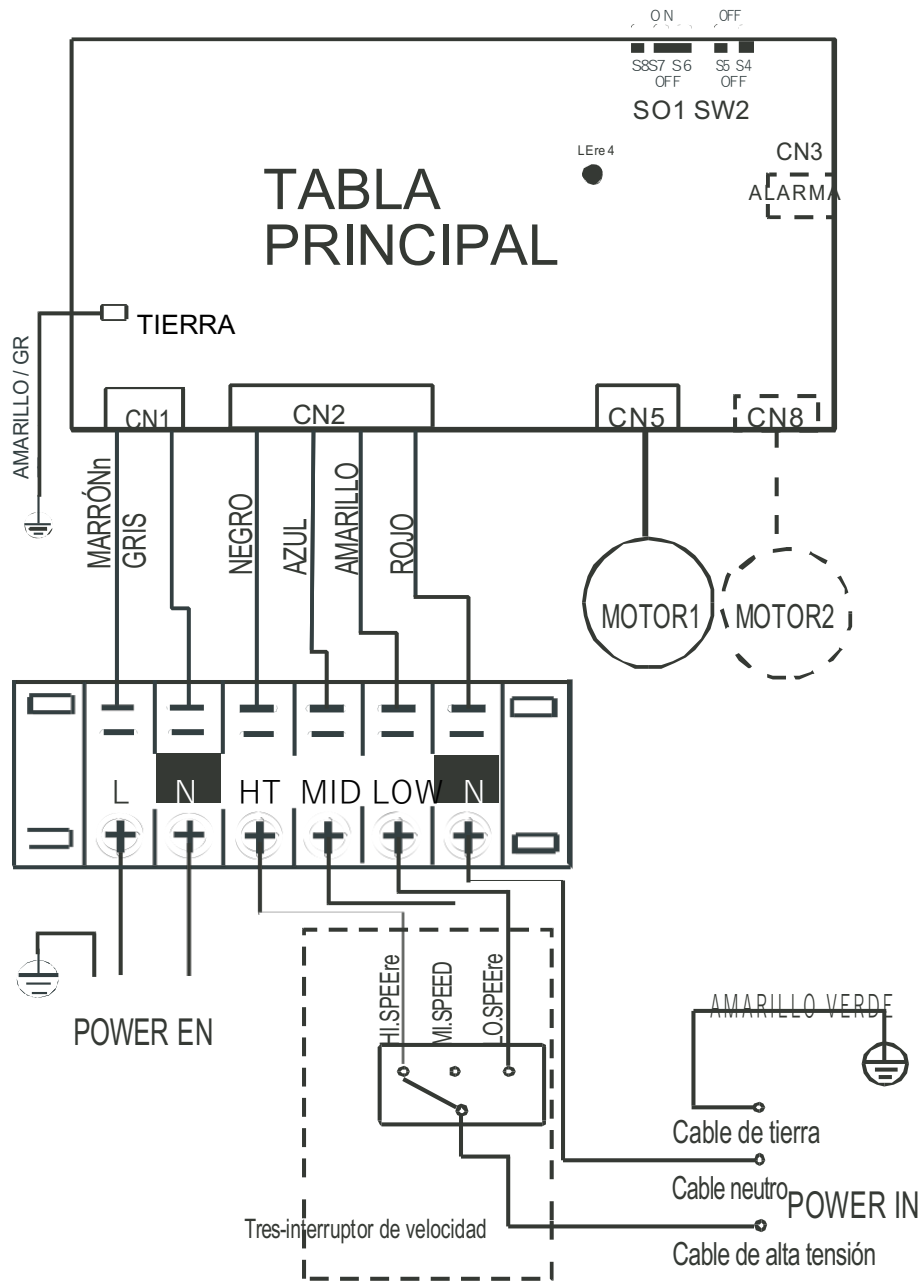 ON OFF
S8S7 S6 S5 S4
OFF OFF
SO1 SW2
LEre 4
CN3
ALARMA
TABLA
PRINCIPAL
TIERRA
AMARILLO / GR
CN1
CN2
CN5
CN8
MARRÓNn
GRIS
NEGRO
AZUL
AMARILLO
ROJO
MOTOR1
MOTOR2
L N HT MID LOW N
POWER EN
HI.SPEEre
MI.SPEED
LO.SPEEre
AMARILLO VERDE
Cable de tierra
Cable neutro
POWER IN
Tres-interruptor de velocidad
Cable de alta tensión